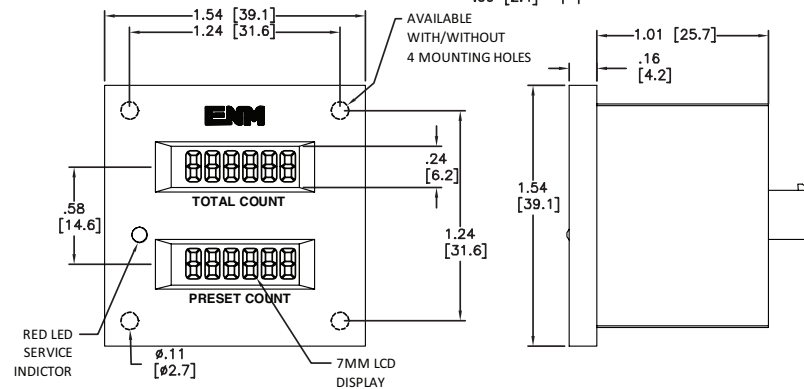 1.54 [39.1]
1.24 [31.6]
AVAILABLE
WITH/WITHOUT
4 MOUNTING HOLES
1.01 [25.7]
.16
[4.2]
ENM
888888
TOTAL COUNT
.24
[6.2]
.58
[14.6]
1.54
[39.1]
1.24
[31.6]
888888
PRESET COUNT
RED LED
SERVICE
INDICTOR
ø.11
[ø2.7]
7MM LCD
DISPLAY